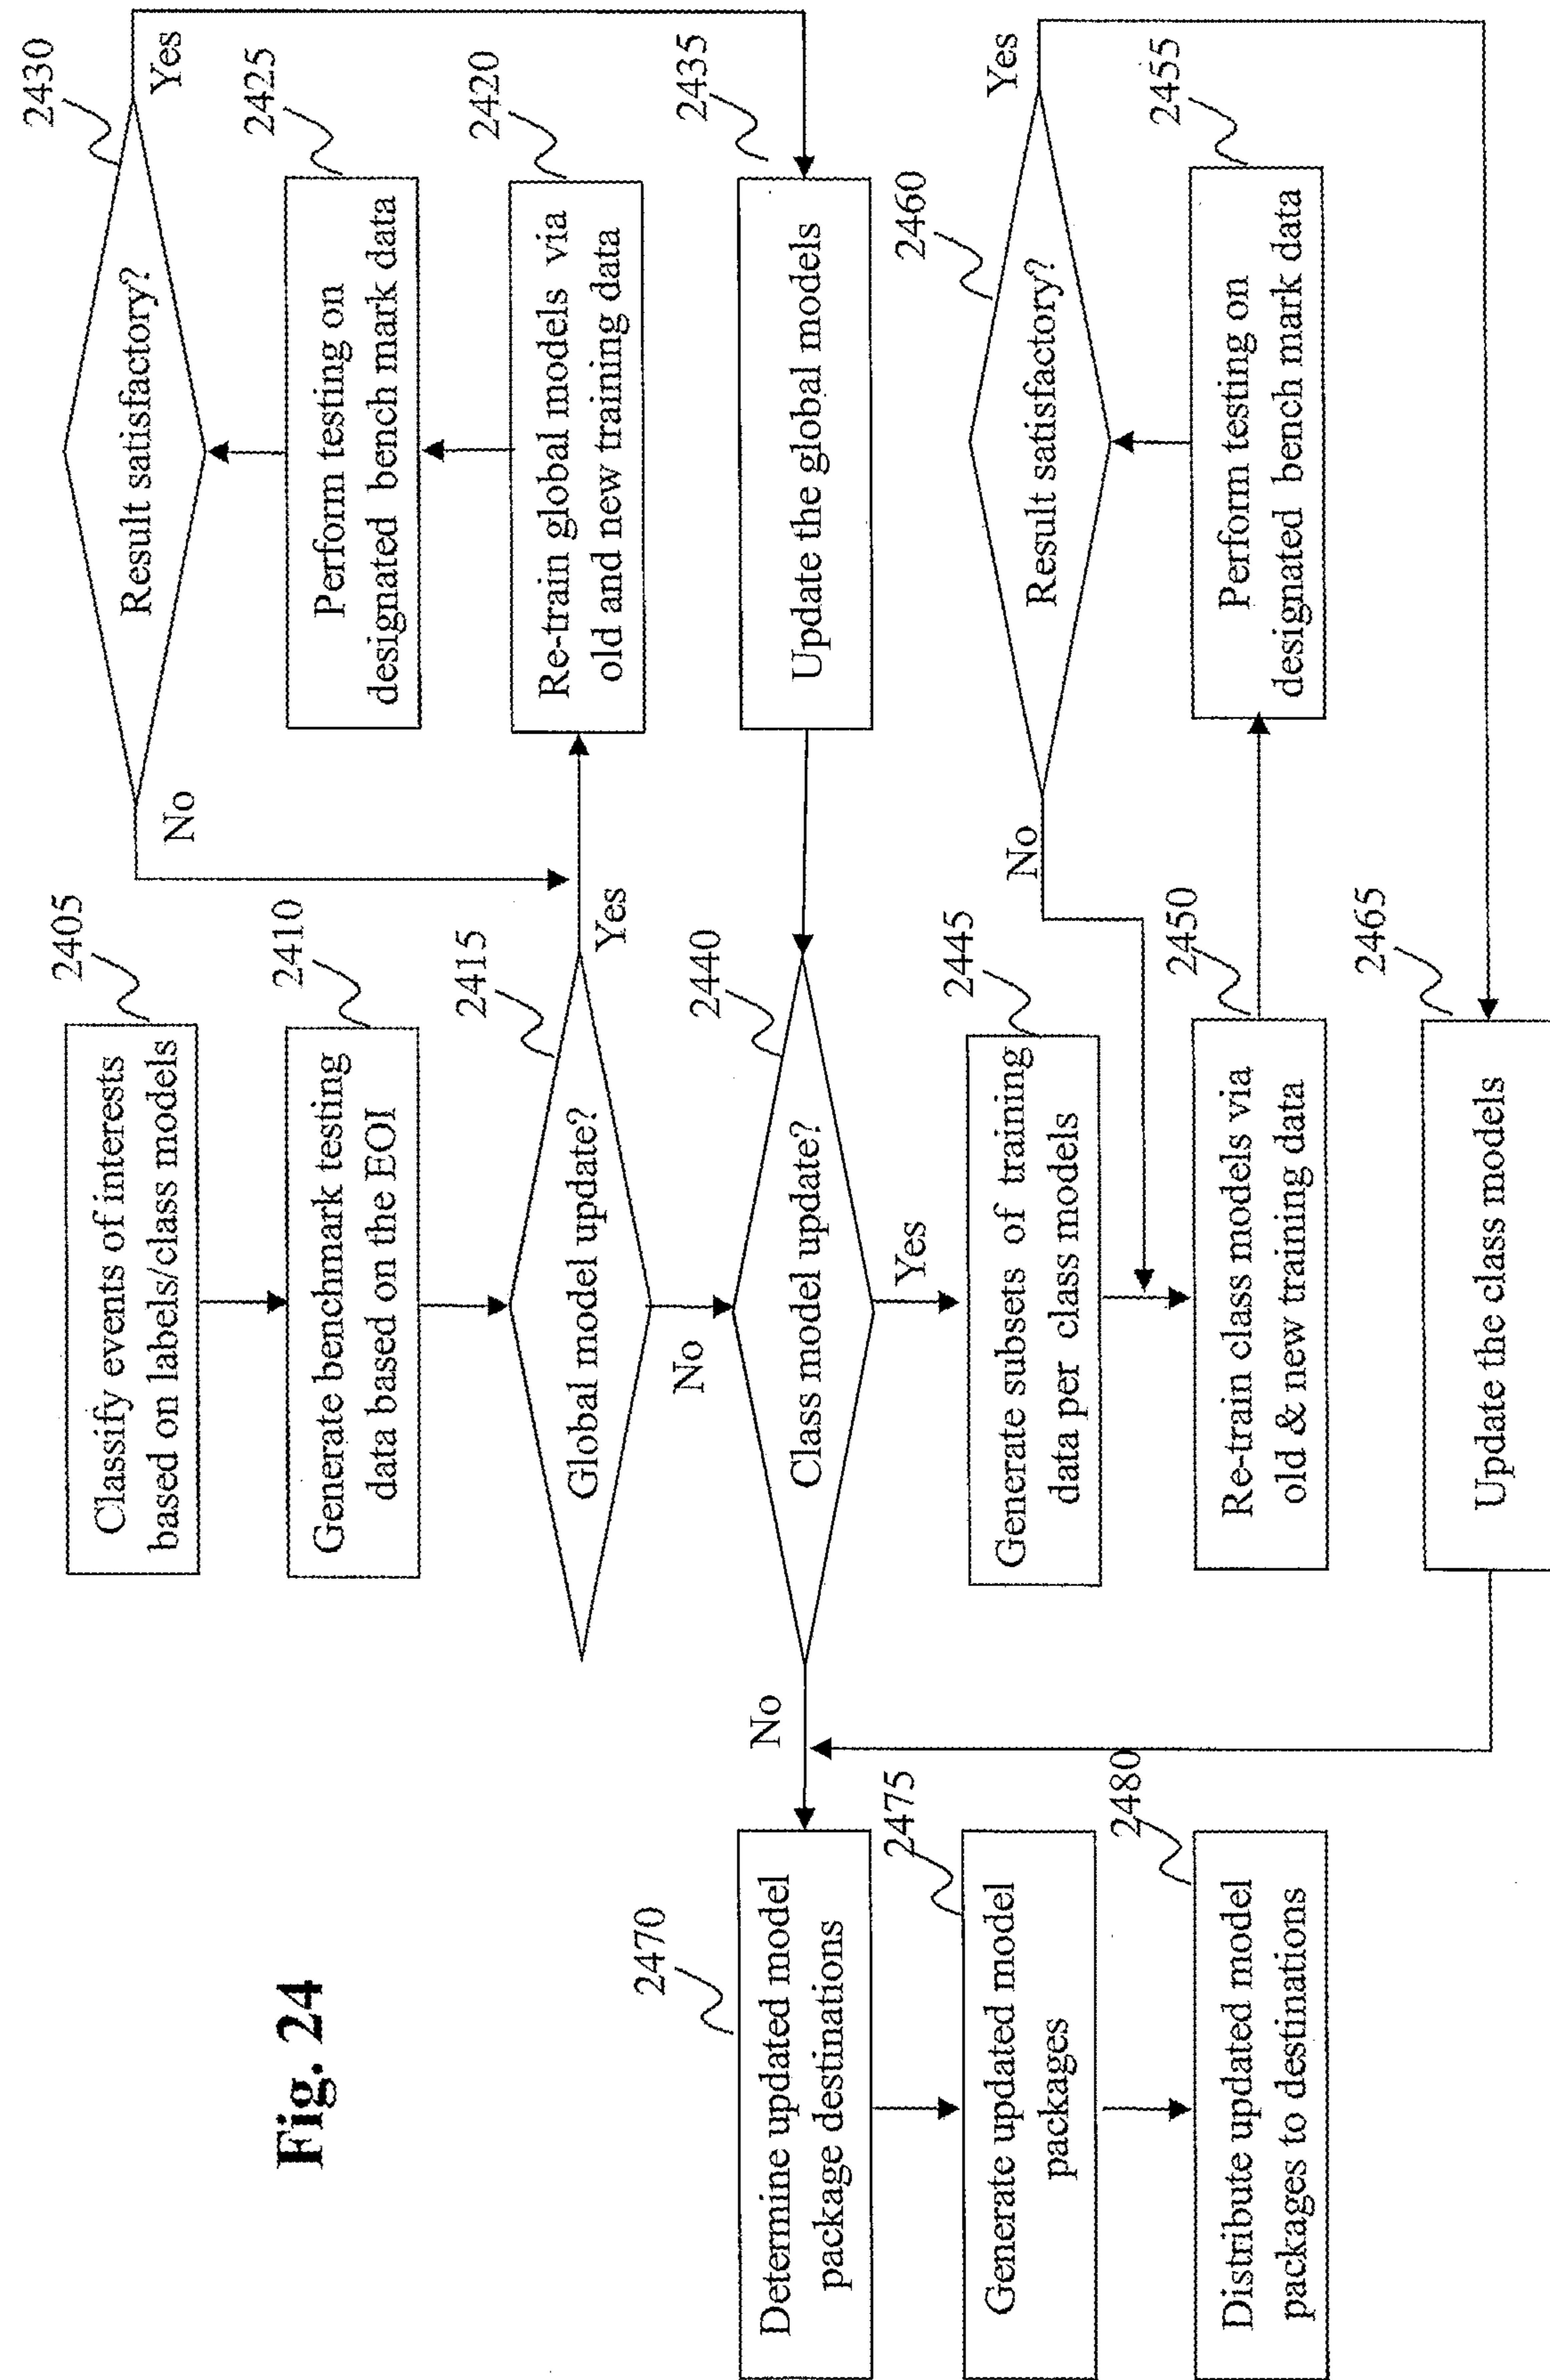 Fig. 24
2405
Classify events of interests
based on labels/class models
2410
Generate benchmark testing
data based on the EOI
2415
Global model update?
Yes
No
2420
Re-train global models via
old and new training data
2425
Perform testing on
designated bench mark data
2430
Result satisfactory?
Yes
No
2435
Update the global models
2440
Class model update?
Yes
No
2445
Generate subsets of training
data per class models
2450
Re-train class models via
old & new training data
2455
Perform testing on
designated bench mark data
2460
Result satisfactory?
Yes
No
2465
Update the class models
2470
Determine updated model
package destinations
2475
Generate updated model
packages
2480
Distribute updated model
packages to destinations